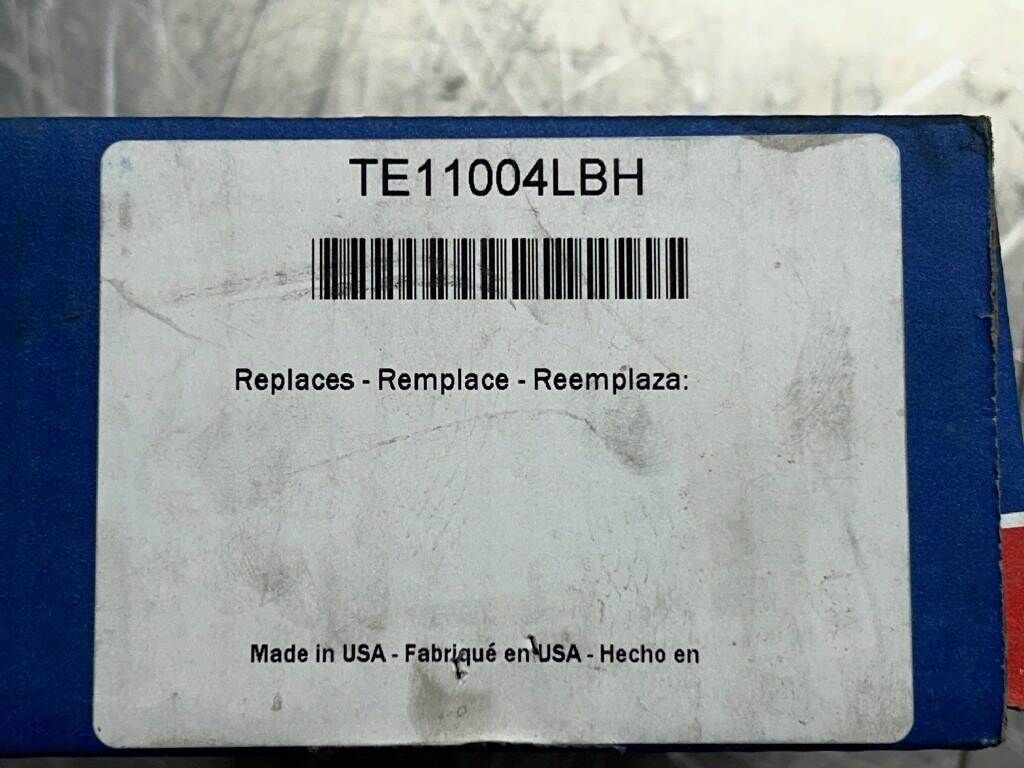 TE11004LBH
Replaces - Remplace - Reemplaza:
Made in USA - Fabriqué en USA - Hecho en